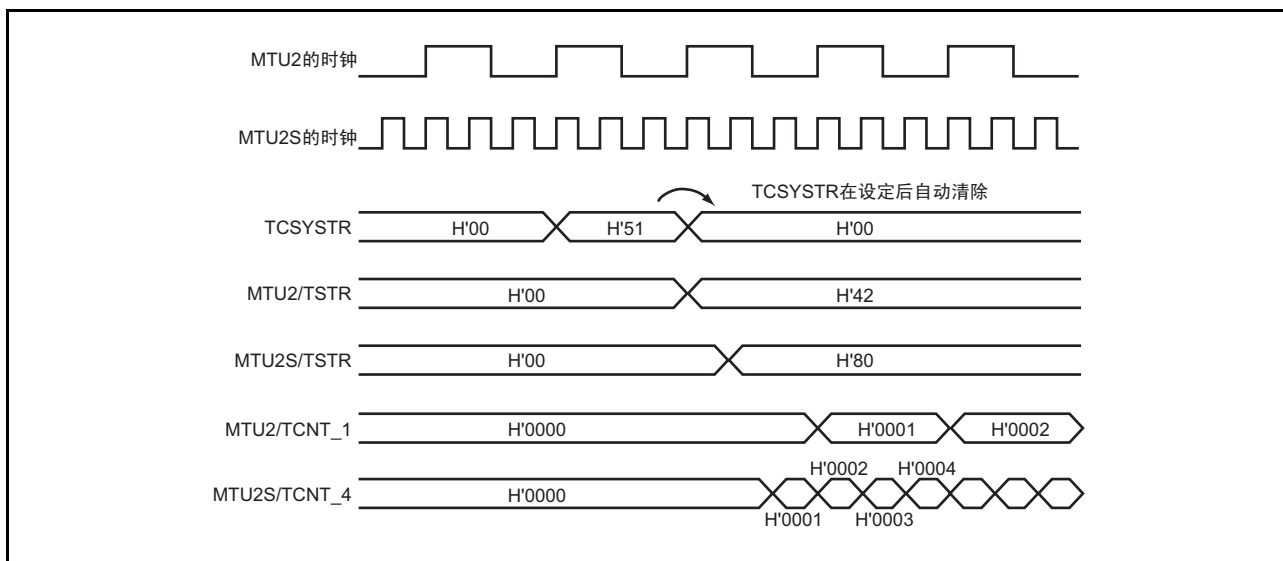 MTU2的时钟
MTU2S的时钟
TCSYSTR在设定后自动清除
TCSYSTR H'00 H'51 H'00
MTU2/TSTR H'00 H'42
MTU2S/TSTR H'00 H'80
MTU2/TCNT_1 H'0000 H'0001 H'0002
H'0002 H'0004
MTU2S/TCNT_4 H'0000
H'0001 H'0003